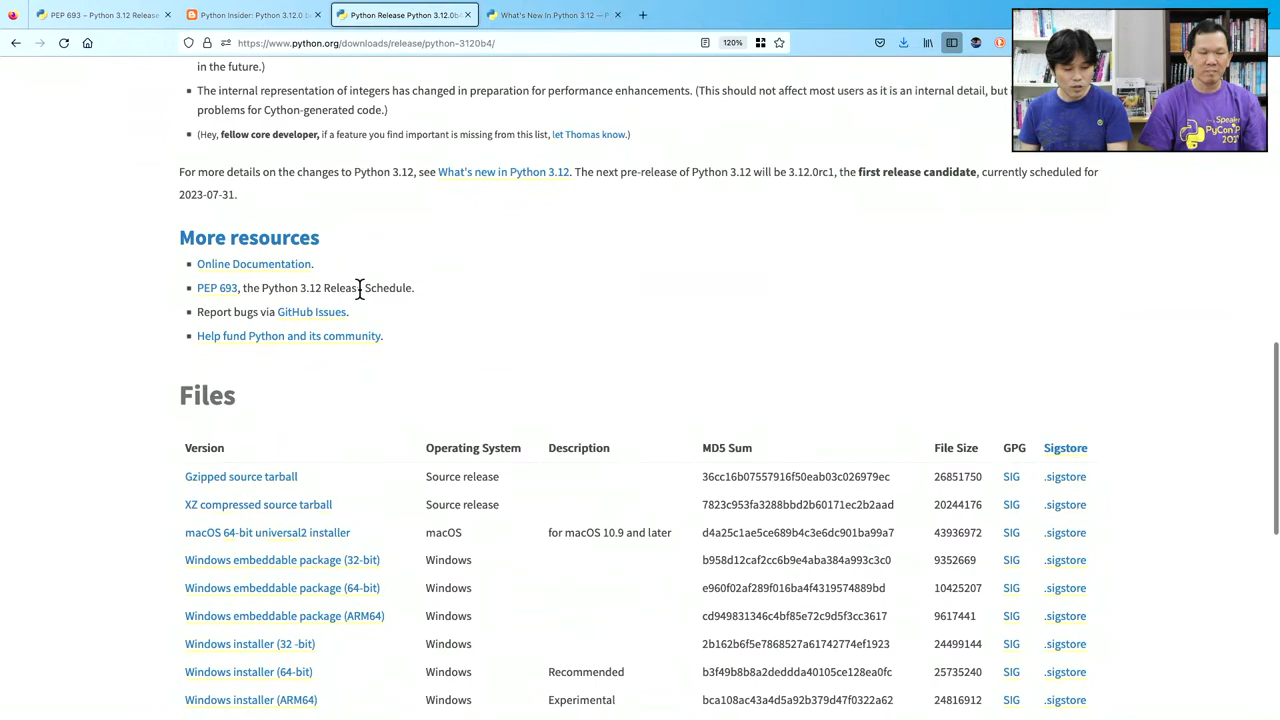 PEP 693 – Python 3.12 Release
Python Insider: Python 3.12.0 b
Python Release Python 3.12.0b4
What's New In Python 3.12 —
https://www.python.org/downloads/release/python-3120b4/
120%
in the future.)
The internal representation of integers has changed in preparation for performance enhancements. (This should not affect most users as it is an internal detail, but
problems for Cython-generated code.)
(Hey, fellow core developer, if a feature you find important is missing from this list, let Thomas know.)
For more details on the changes to Python 3.12, see What's new in Python 3.12. The next pre-release of Python 3.12 will be 3.12.0rc1, the first release candidate, currently scheduled for
2023-07-31.
More resources
Online Documentation.
PEP 693, the Python 3.12 Release Schedule.
Report bugs via GitHub Issues.
Help fund Python and its community.
Files
Version Operating System Description MD5 Sum File Size GPG Sigstore
Gzipped source tarball Source release 36cc16b07557916f50eab03c026979ec 26851750 SIG .sigstore
XZ compressed source tarball Source release 7823c953fa3288bbd2b60171ec2b2aad 20244176 SIG .sigstore
macOS 64-bit universal2 installer macOS for macOS 10.9 and later d4a25c1ae5ce689b4c3e6dc901ba99a7 43936972 SIG .sigstore
Windows embeddable package (32-bit) Windows b958d12caf2cc6b9e4aba384a993c3c0 9352669 SIG .sigstore
Windows embeddable package (64-bit) Windows e960f02af289f016ba4f4319574889bd 10425207 SIG .sigstore
Windows embeddable package (ARM64) Windows cd949831346c4bf85e72c9d5f3cc3617 9617441 SIG .sigstore
Windows installer (32 -bit) Windows 2b162b6f5e7868527a61742774ef1923 24499144 SIG .sigstore
Windows installer (64-bit) Windows Recommended b3f49b8b8a2deddda40105ce128ea0fc 25735240 SIG .sigstore
Windows installer (ARM64) Windows Experimental bca108ac43a4d5a92b379d47f0322a62 24816912 SIG .sigstore